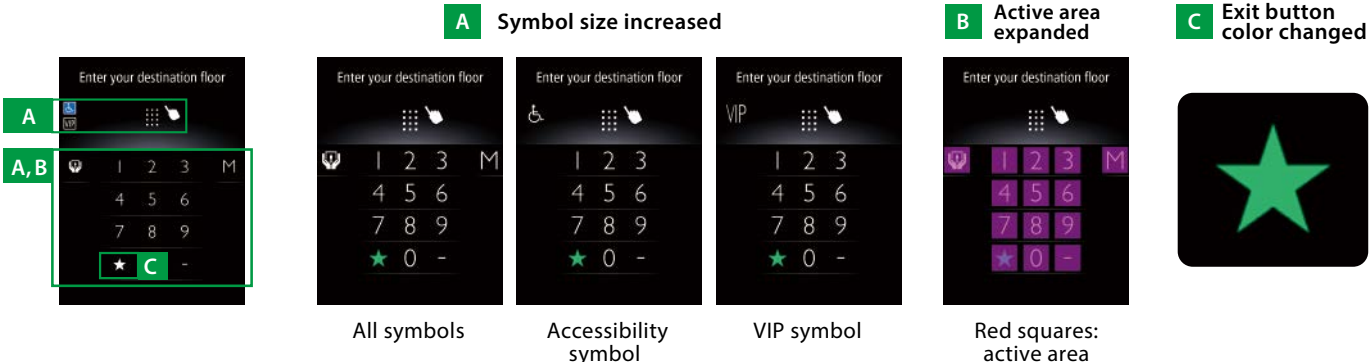 A Symbol size increased
B Active area
expanded
C Exit button
color changed
Enter your destination floor
A
VIP
A, B
1 2 3 M
4 5 6
7 8 9
★ C -
Enter your destination floor
1 2 3 M
4 5 6
7 8 9
★ 0 -
All symbols
Enter your destination floor
1 2 3
4 5 6
7 8 9
★ 0 -
Accessibility
symbol
Enter your destination floor
VIP
1 2 3
4 5 6
7 8 9
★ 0 -
VIP symbol
Enter your destination floor
1 2 3 M
4 5 6
7 8 9
★ 0 -
Red squares:
active area